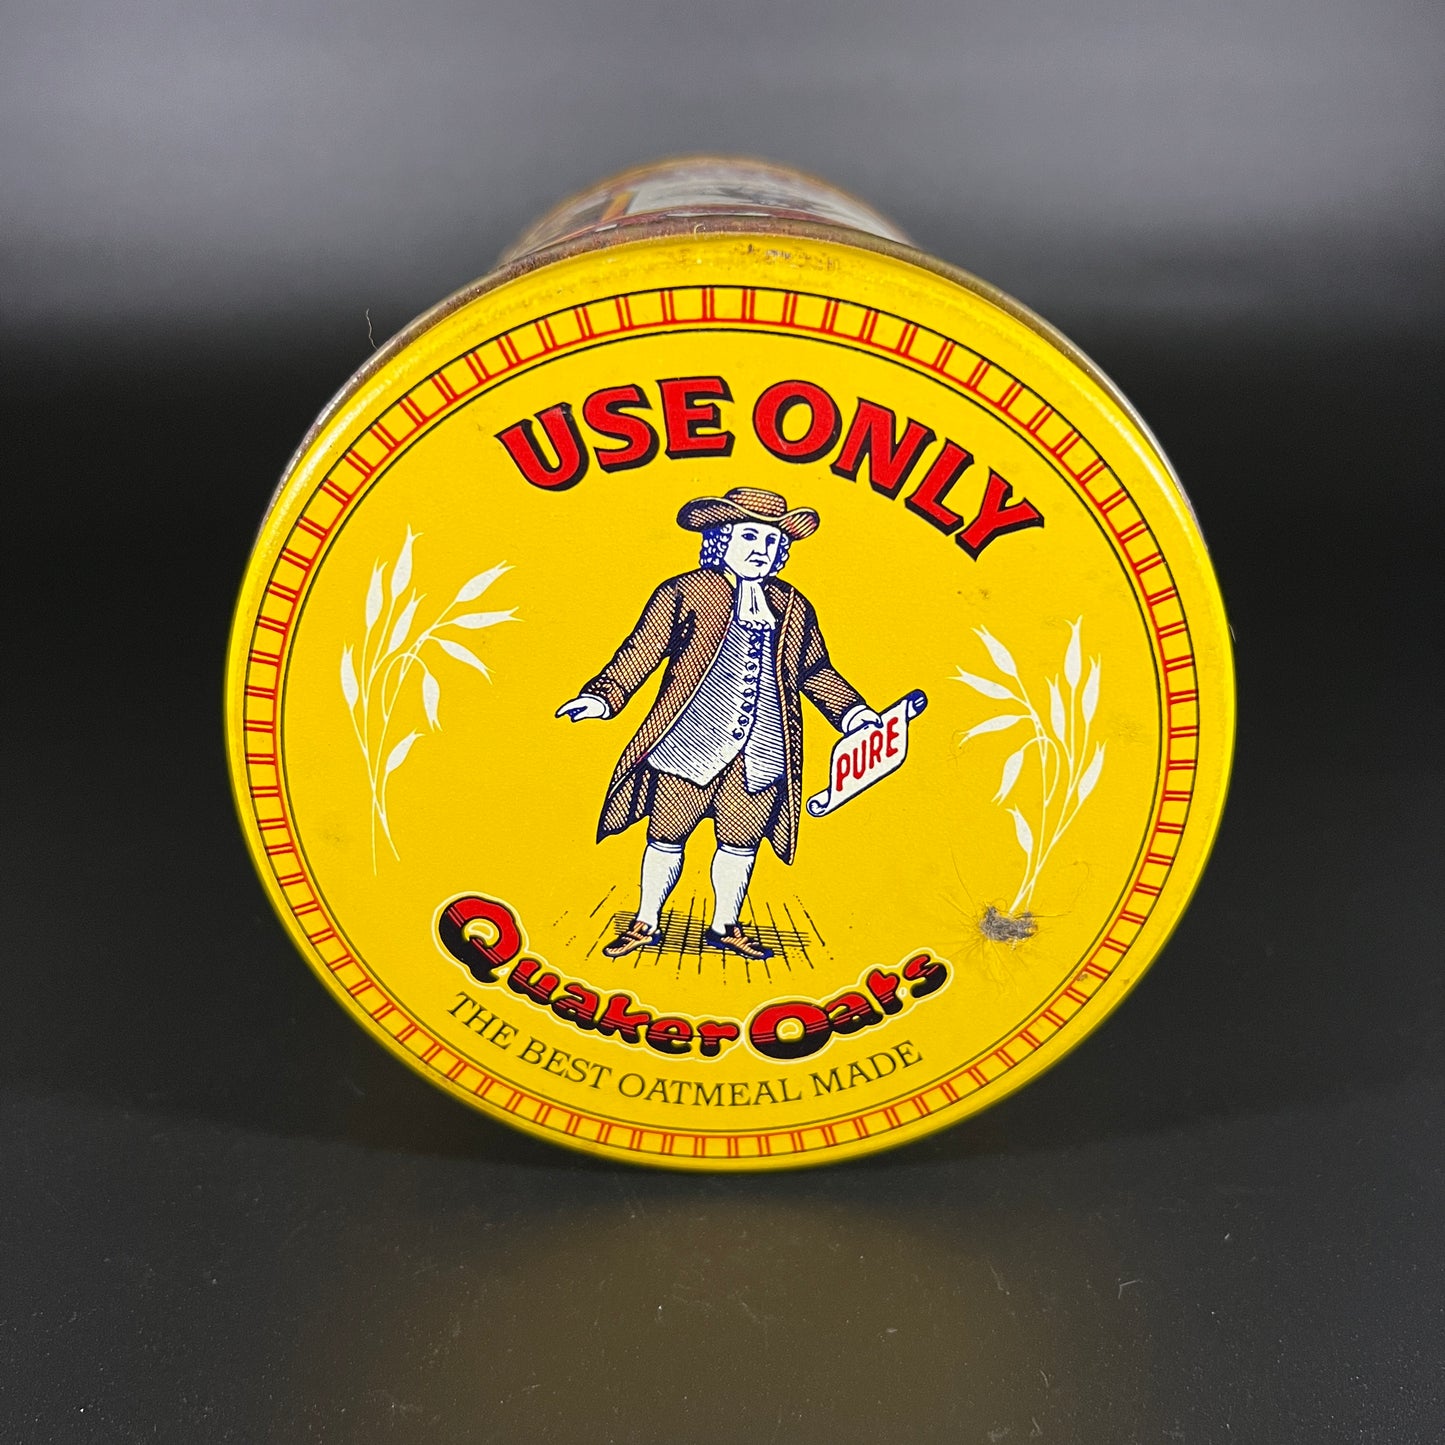 USE ONLY
PURE
Quaker Oats
THE BEST OATMEAL MADE